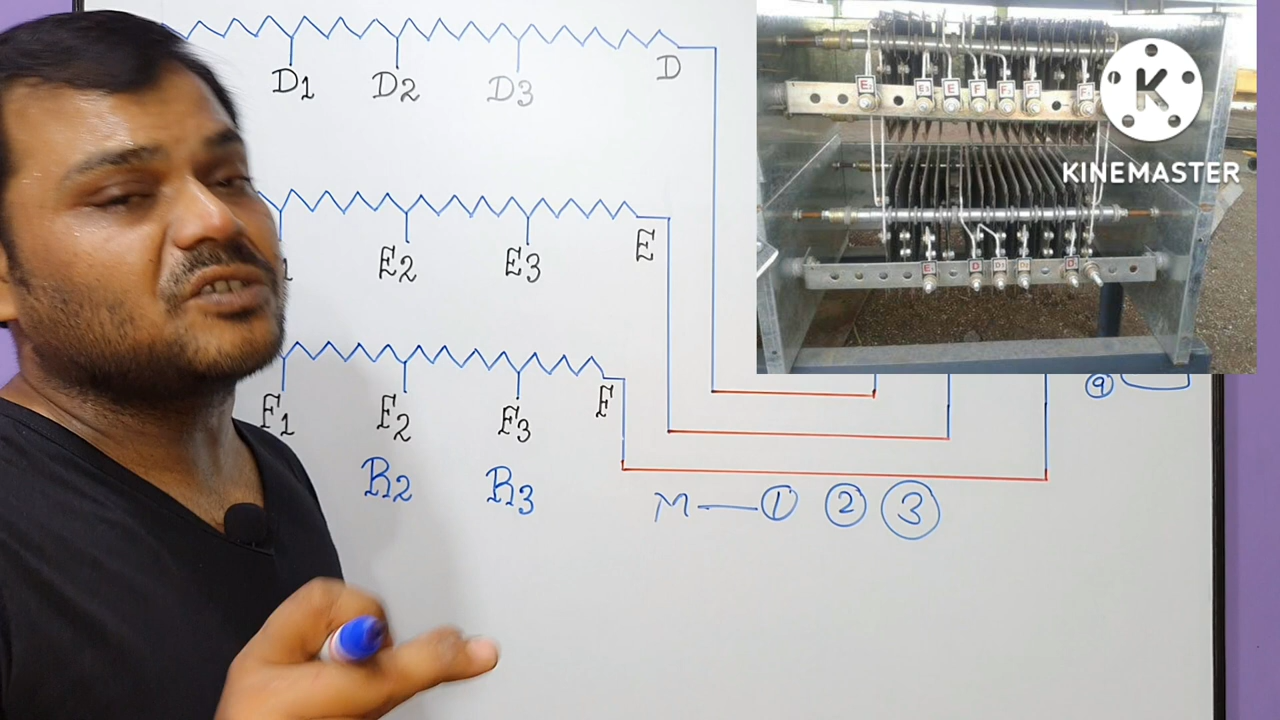 D1 D2 D3 D
E2 E3 E
F1 F2 F3 F
R2 R3
M — 1 2 3
9
K
KINEMASTER
E F
D